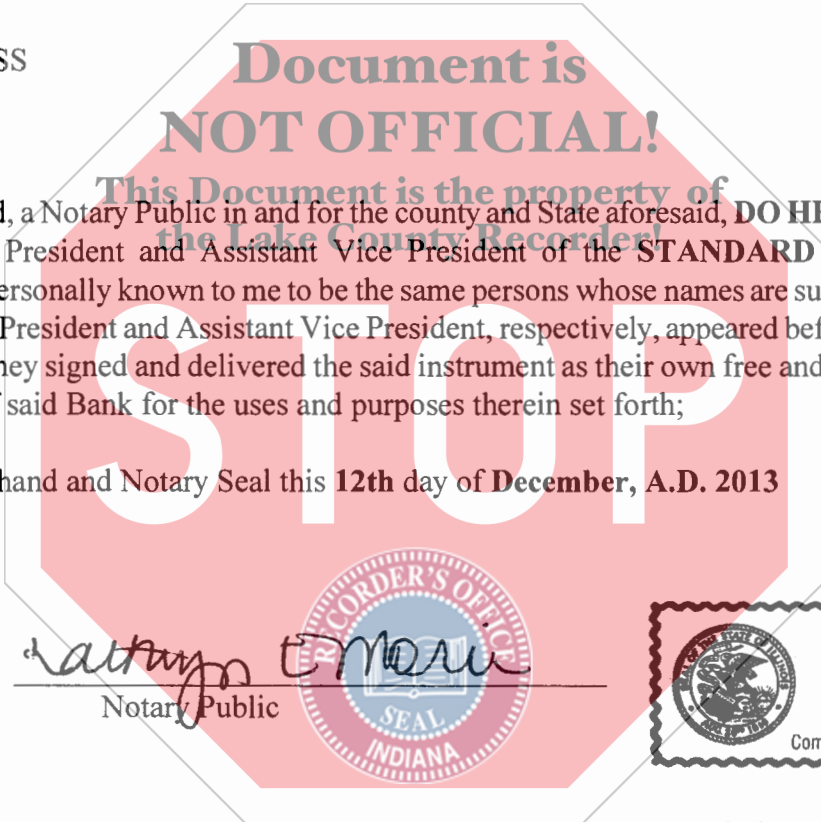 SS
Document is
NOT OFFICIAL!
This Document is the property of
the Lake County Recorder!
a Notary Public in and for the county and State aforesaid, DO HE
President and Assistant Vice President of the STANDARD
ersonally known to me to be the same persons whose names are su
President and Assistant Vice President, respectively, appeared bef
ey signed and delivered the said instrument as their own free and
said Bank for the uses and purposes therein set forth;
STOP
hand and Notary Seal this 12th day of December, A.D. 2013
RECORDER'S OFFICE
SEAL
INDIANA
Notary Public
STATE OF ILLINOIS
Com